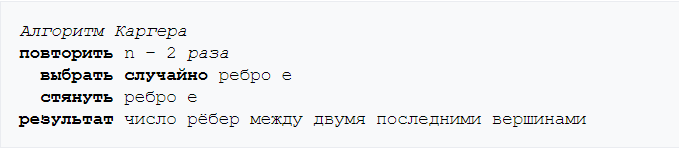 Алгоритм Каргера
повторить n − 2 раза
выбрать случайно ребро e
стянуть ребро e
результат число рёбер между двумя последними вершинами